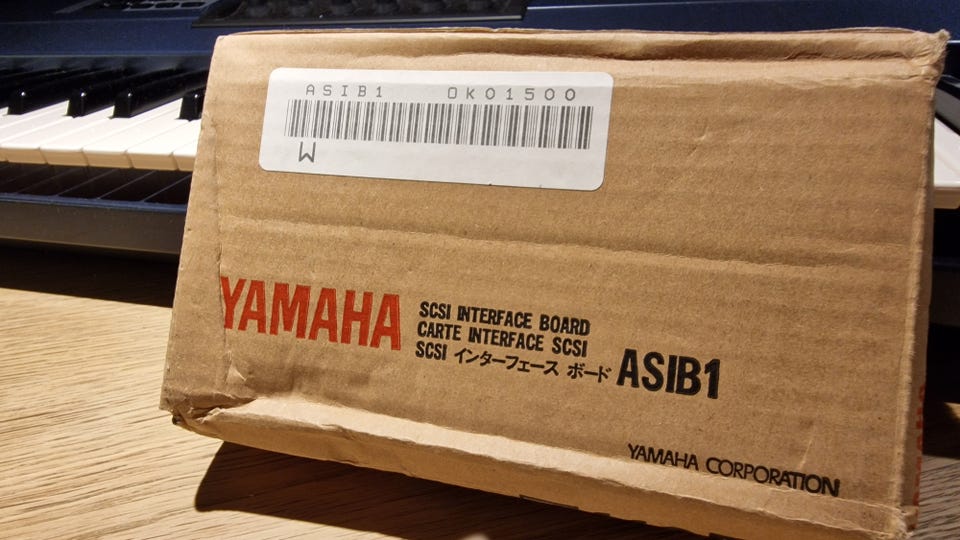 ASIB1 OK01500
W
YAMAHA
SCSI INTERFACE BOARD
CARTE INTERFACE SCSI
SCSI インターフェース ボード ASIB1
YAMAHA CORPORATION